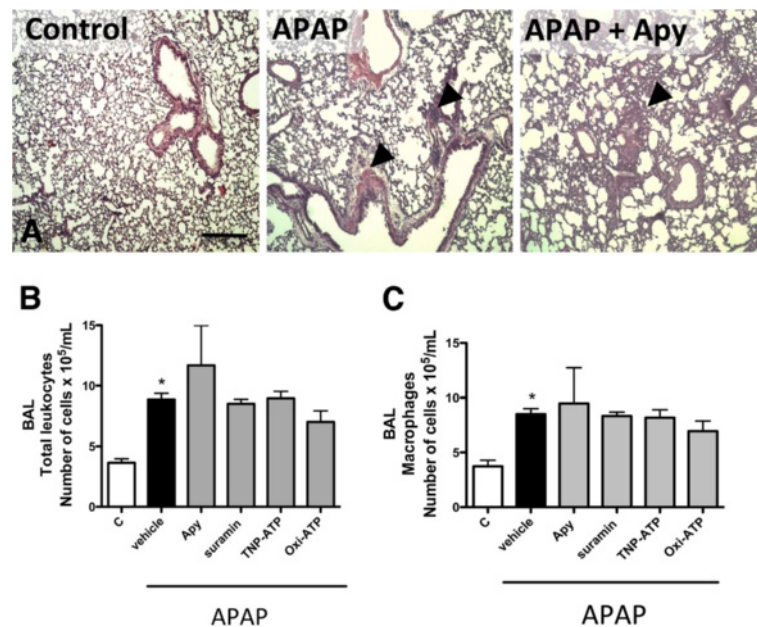 Control
APAP
APAP + Apy
A
B
BAL
Total leukocytes
Number of cells x 10⁵/mL
15
10
5
0
C
vehicle
*
Apy
suramin
TNP-ATP
Oxi-ATP
APAP
C
BAL
Macrophages
Number of cells x 10⁵/mL
15
10
5
0
C
vehicle
*
Apy
suramin
TNP-ATP
Oxi-ATP
APAP